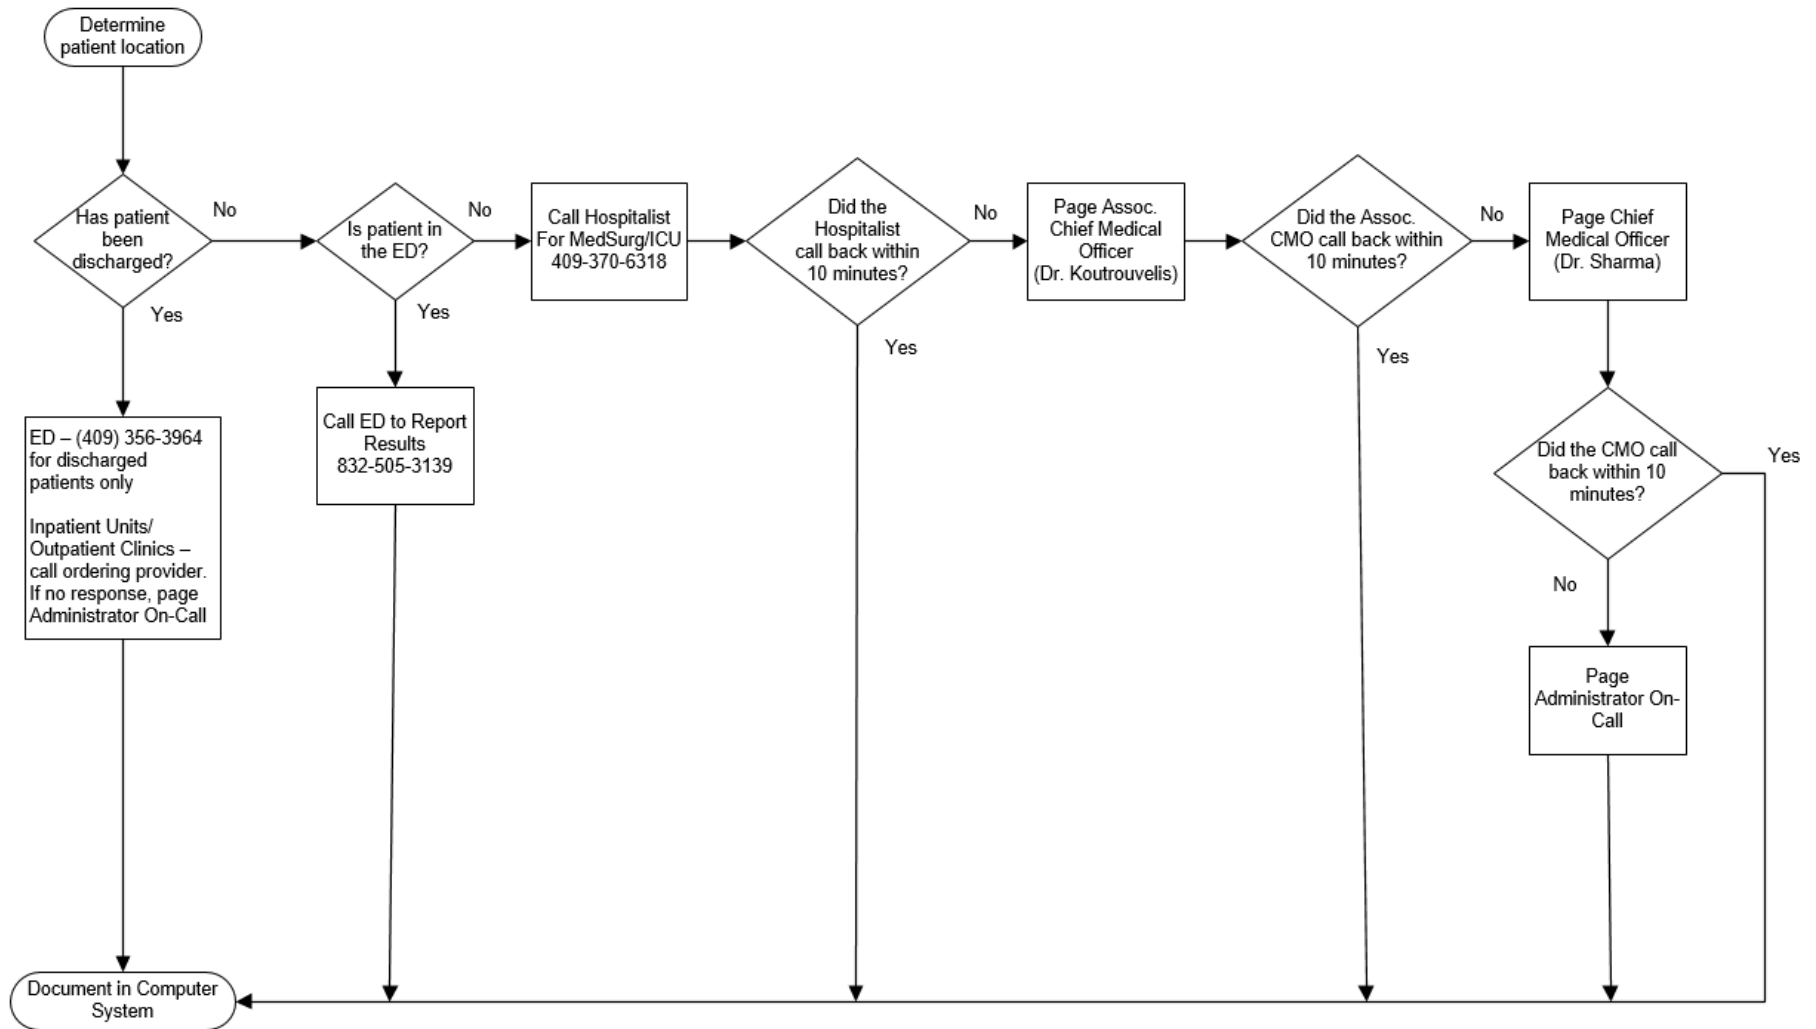 Determine
patient location
Has patient
been
discharged?
No
Yes
Is patient in
the ED?
No
Yes
Call Hospitalist
For MedSurg/ICU
409-370-6318
Did the
Hospitalist
call back within
10 minutes?
No
Yes
Page Assoc.
Chief Medical
Officer
(Dr. Koutrouvelis)
Did the Assoc.
CMO call back within
10 minutes?
No
Yes
Page Chief
Medical Officer
(Dr. Sharma)
Did the CMO call
back within 10
minutes?
Yes
No
Page
Administrator On-
Call
Call ED to Report
Results
832-505-3139
ED – (409) 356-3964
for discharged
patients only
Inpatient Units/
Outpatient Clinics –
call ordering provider.
If no response, page
Administrator On-Call
Document in Computer
System